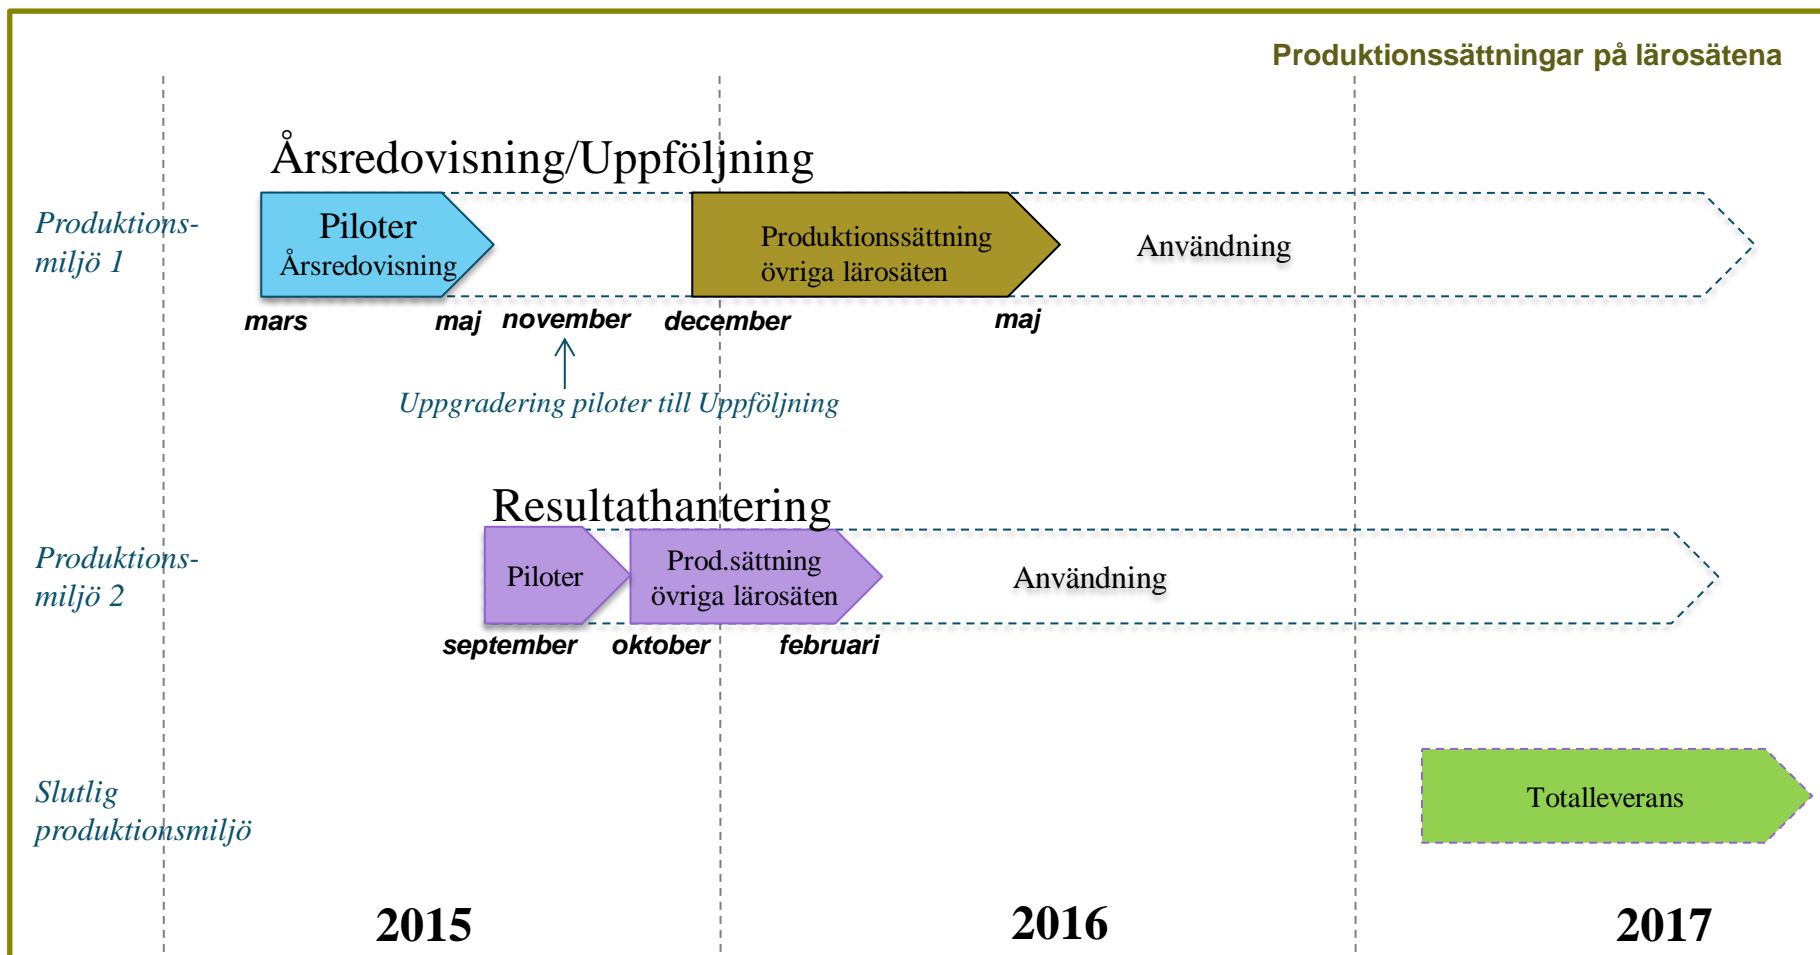 Produktionssättningar på lärosätena
Årsredovisning/Uppföljning
Produktions-
miljö 1
Piloter
Årsredovisning
Produktionssättning
övriga lärosäten
Användning
mars
maj
november
december
maj
Uppgradering piloter till Uppföljning
Resultathantering
Produktions-
miljö 2
Piloter
Prod.sättning
övriga lärosäten
Användning
september
oktober
februari
Slutlig
produktionsmiljö
Totalleverans
2015
2016
2017